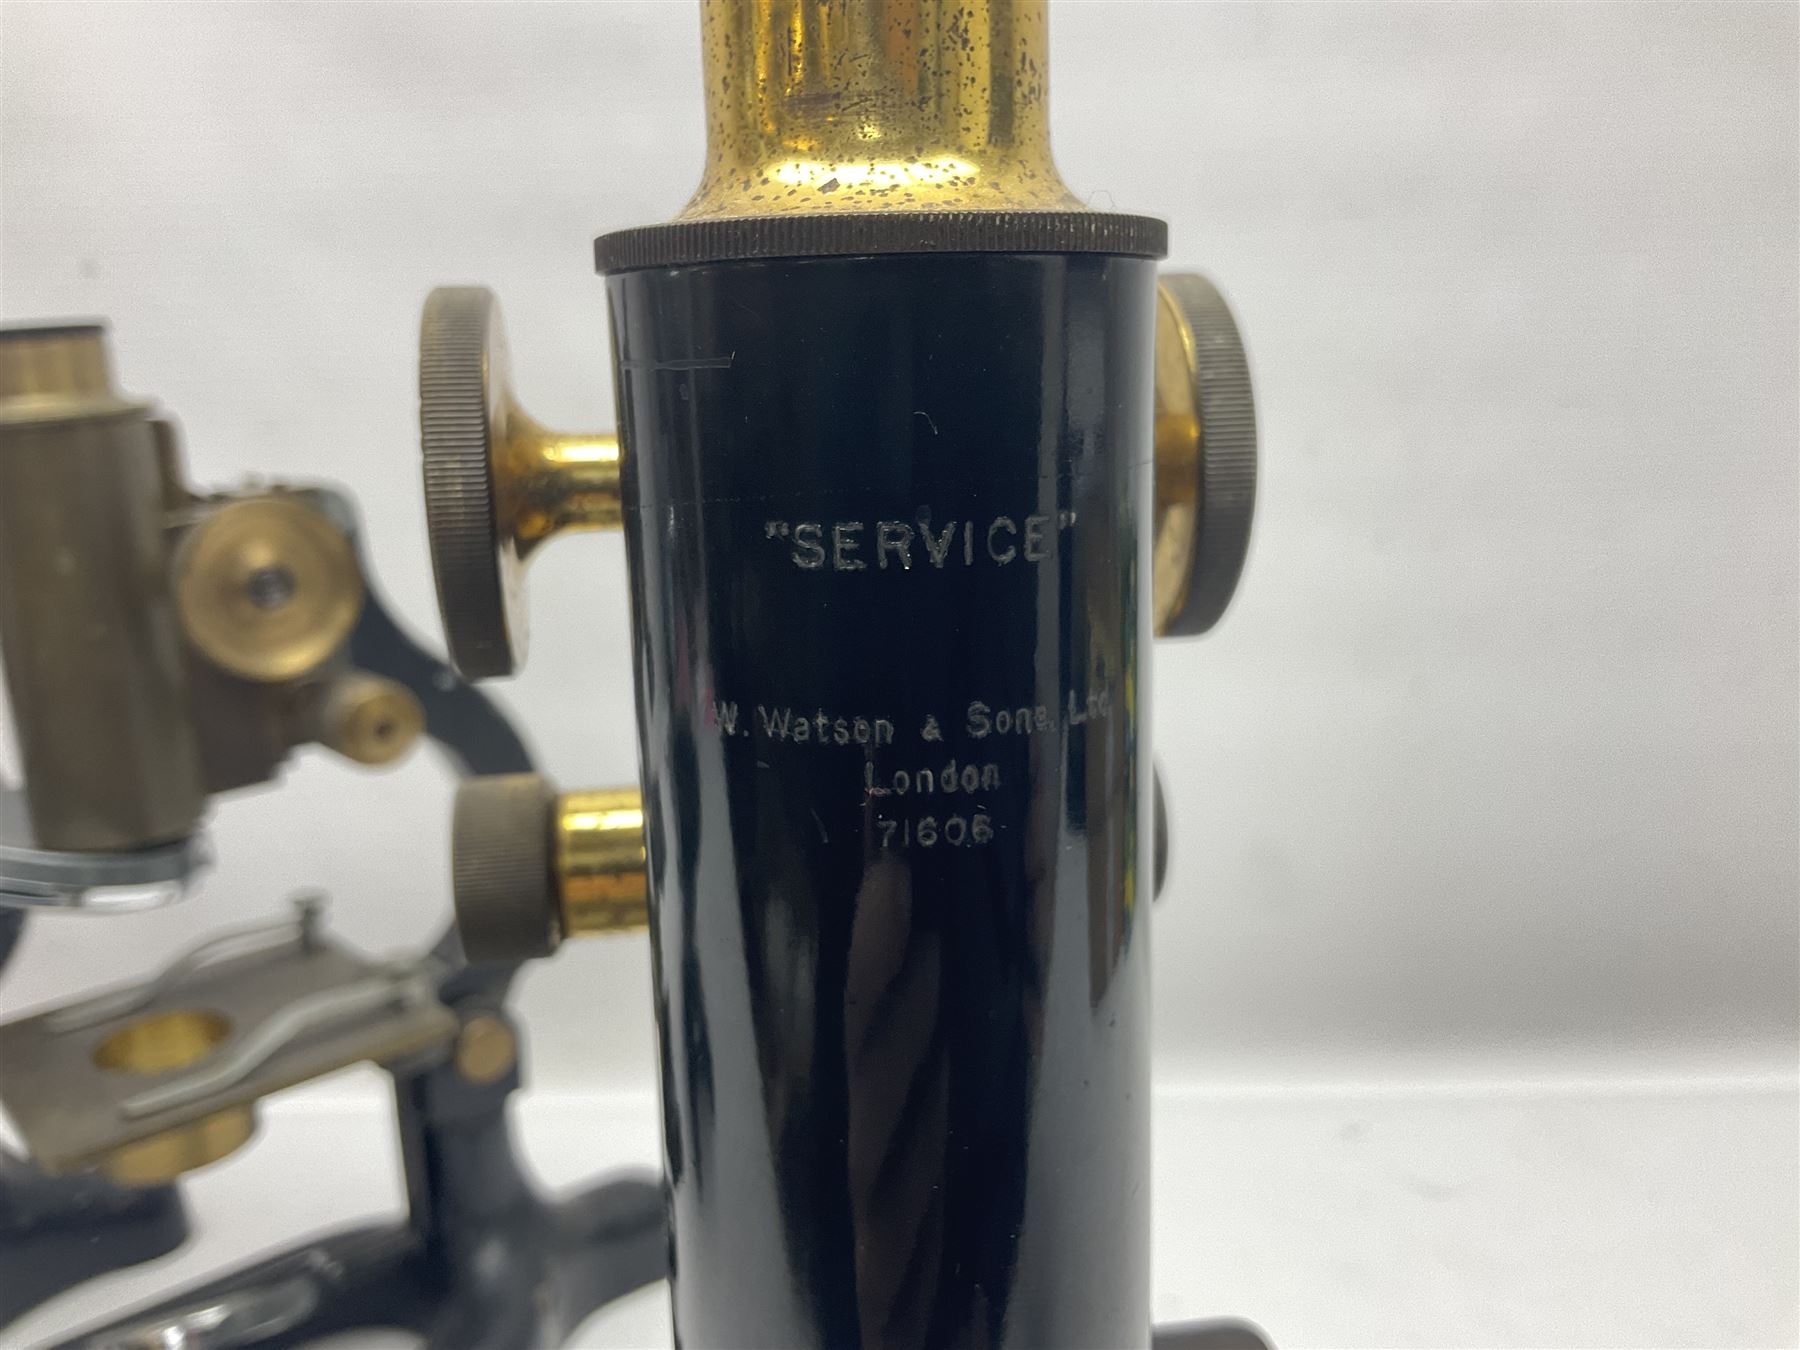 "SERVICE"
W. Watson & Sons. Ltd.
London
71606